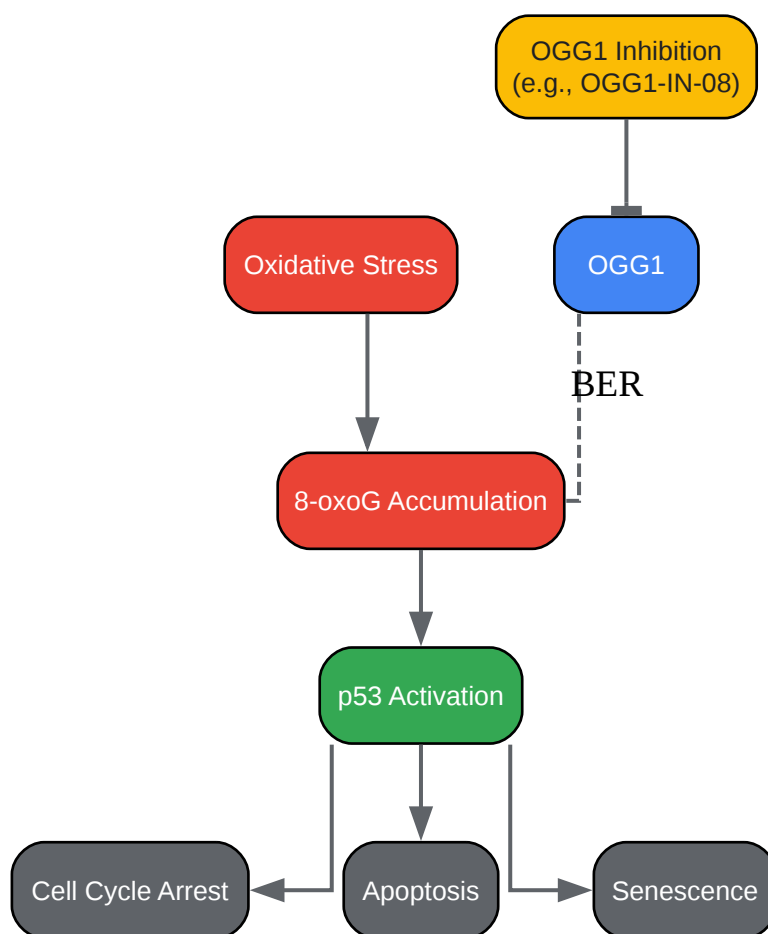 OGG1 Inhibition
(e.g., OGG1-IN-08)
Oxidative Stress
OGG1
BER
8-oxoG Accumulation
p53 Activation
Cell Cycle Arrest
Apoptosis
Senescence